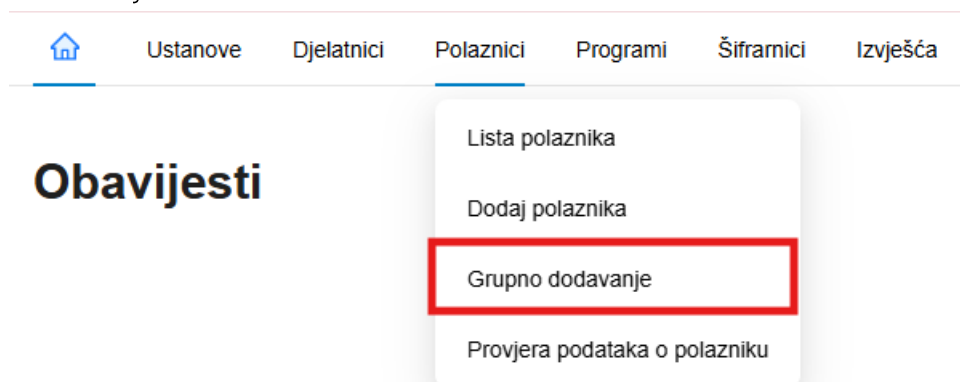 Ustanove Djelatnici Polaznici Programi Šifrarnici Izvješća
Obavijesti
Lista polaznika
Dodaj polaznika
Grupno dodavanje
Provjera podataka o polazniku